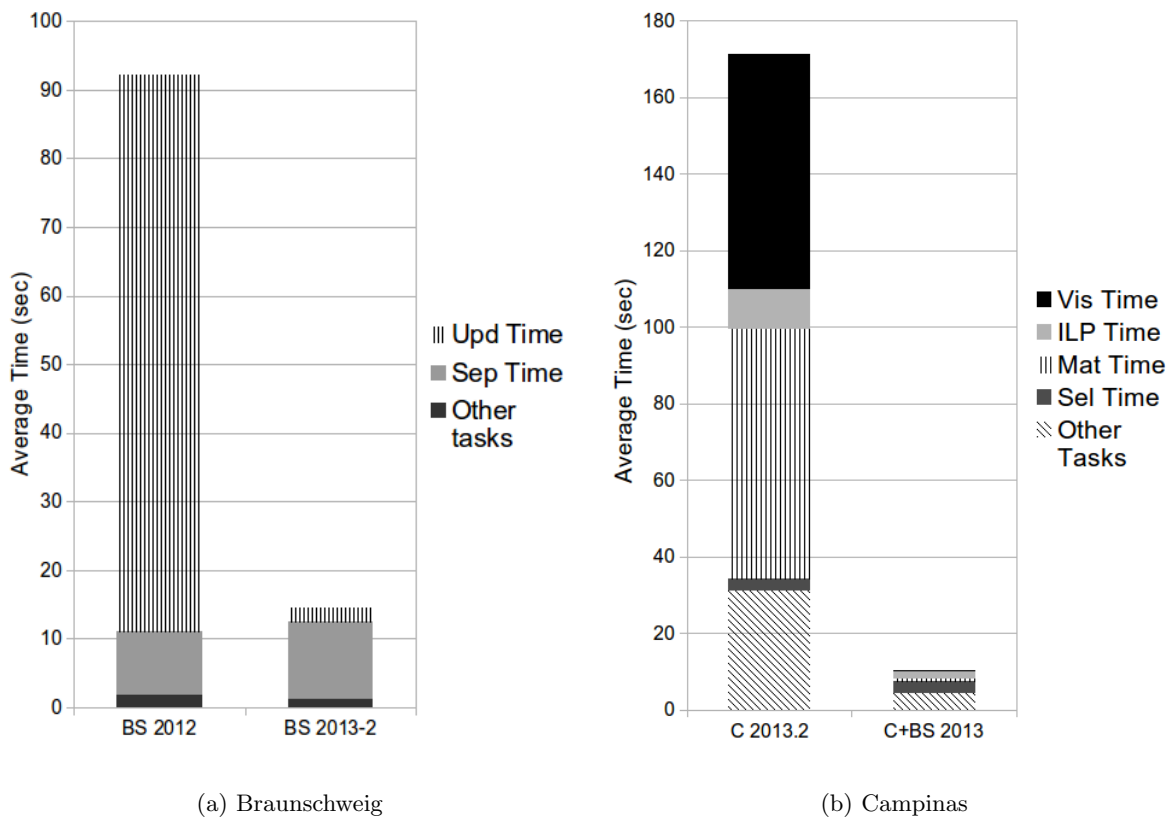 100
90
80
70
60
50
40
30
20
10
0
Average Time (sec)
BS 2012
BS 2013-2
Upd Time
Sep Time
Other
tasks
(a) Braunschweig
180
160
140
120
100
80
60
40
20
0
Average Time (sec)
C 2013.2
C+BS 2013
Vis Time
ILP Time
Mat Time
Sel Time
Other
Tasks
(b) Campinas